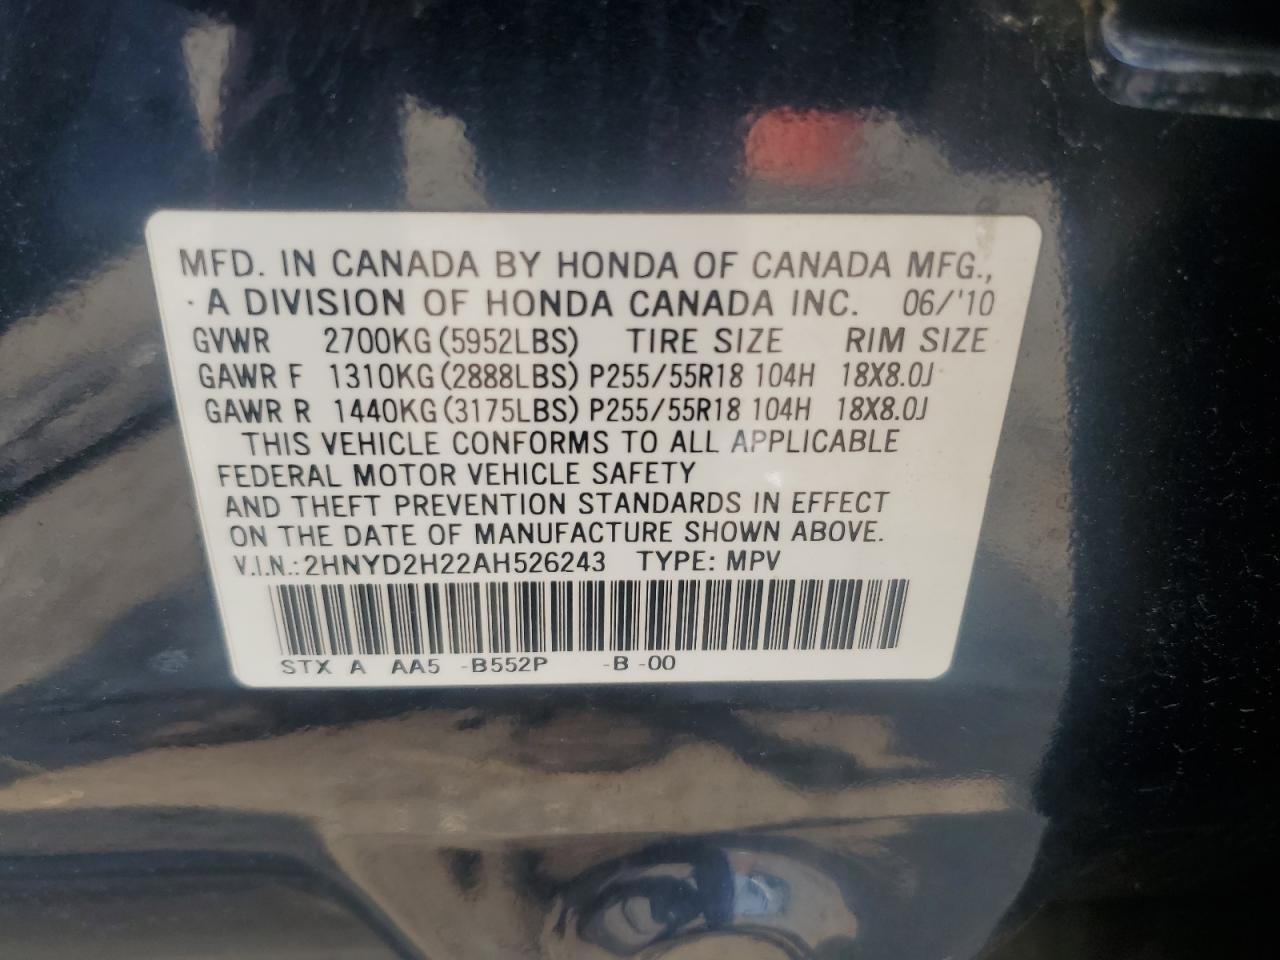 MFD. IN CANADA BY HONDA OF CANADA MFG.,
A DIVISION OF HONDA CANADA INC. 06/'10
GVWR 2700KG (5952LBS) TIRE SIZE RIM SIZE
GAWR F 1310KG (2888LBS) P255/55R18 104H 18X8.0J
GAWR R 1440KG (3175LBS) P255/55R18 104H 18X8.0J
THIS VEHICLE CONFORMS TO ALL APPLICABLE
FEDERAL MOTOR VEHICLE SAFETY
AND THEFT PREVENTION STANDARDS IN EFFECT
ON THE DATE OF MANUFACTURE SHOWN ABOVE.
V.I.N.: 2HNYD2H22AH526243 TYPE: MPV
STX A AA5 -B552P -B -00